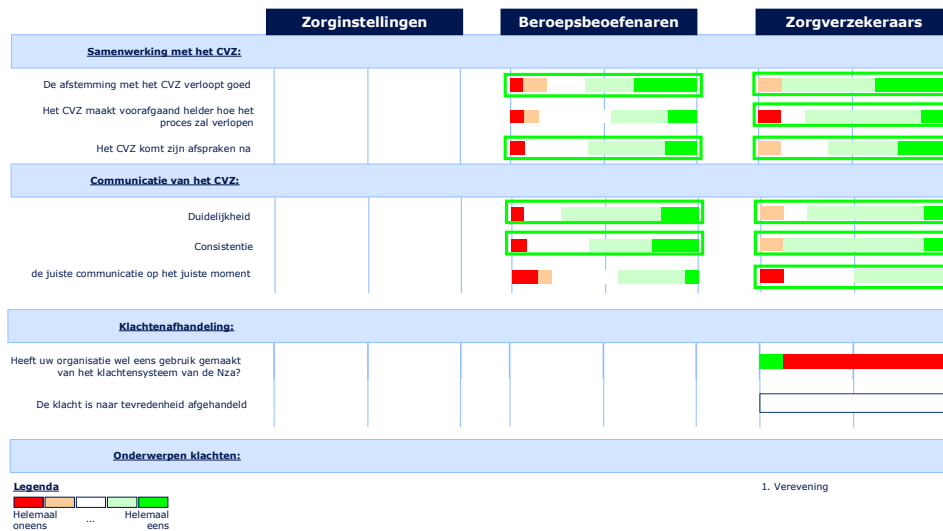 Zorginstellingen
Beroepsbeoefenaren
Zorgverzekeraars
Samenwerking met het CVZ:
De afstemming met het CVZ verloopt goed
Het CVZ maakt voorafgaand helder hoe het
proces zal verlopen
Het CVZ komt zijn afspraken na
Communicatie van het CVZ:
Duidelijkheid
Consistentie
de juiste communicatie op het juiste moment
Klachtenafhandeling:
Heeft uw organisatie wel eens gebruik gemaakt
van het klachtensysteem van de Nza?
De klacht is naar tevredenheid afgehandeld
Onderwerpen klachten:
1. Verevening
Legenda
Helemaal
oneens
...
Helemaal
eens